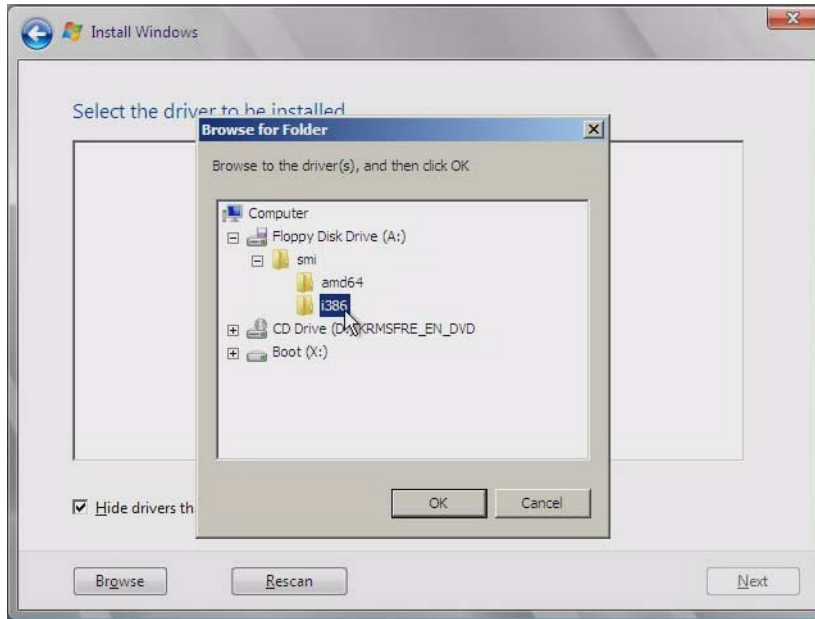 Install Windows
Select the driver to be installed
Browse for Folder
Browse to the driver(s), and then click OK
Computer
Floppy Disk Drive (A:)
smi
amd64
i386
CD Drive (D:) KRMSFRE_EN_DVD
Boot (X:)
OK Cancel
Hide drivers th
Browse Rescan Next